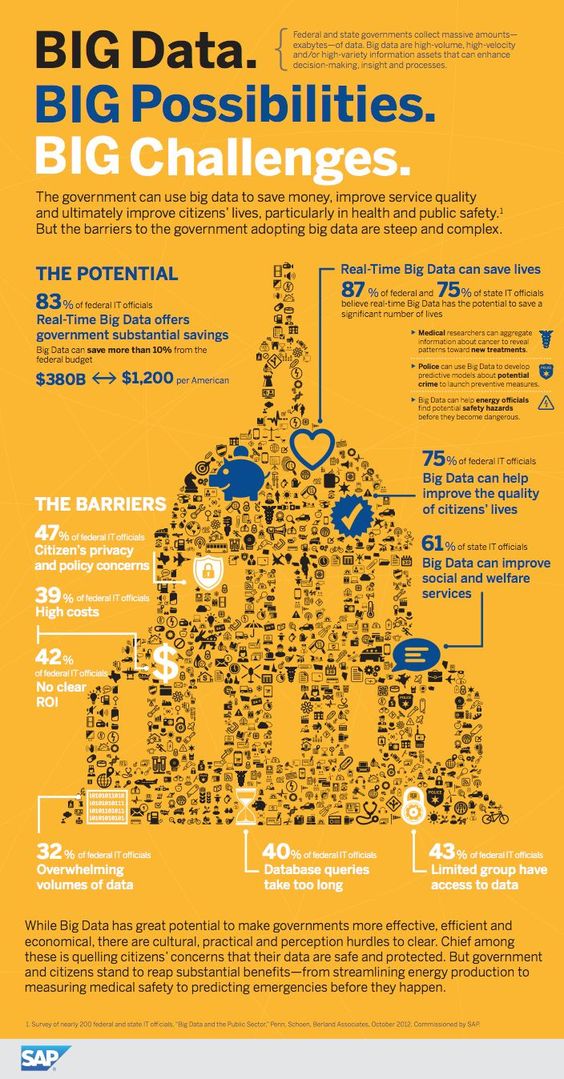 BIG Data.
Federal and state governments collect massive amounts—
exabytes—of data. Big data are high-volume, high-velocity
and/or high-variety information assets that can enhance
decision-making, insight and processes.
BIG Possibilities.
BIG Challenges.
The government can use big data to save money, improve service quality
and ultimately improve citizens' lives, particularly in health and public safety.¹
But the barriers to the government adopting big data are steep and complex.
THE POTENTIAL
83% of federal IT officials
Real-Time Big Data offers
government substantial savings
Big Data can save more than 10% from the
federal budget
$380B ↔ $1,200 per American
Real-Time Big Data can save lives
87% of federal and 75% of state IT officials
believe real-time Big Data has the potential to save a
significant number of lives
Medical researchers can aggregate
information about cancer to reveal
patterns toward new treatments.
Police can use Big Data to develop
predictive models about potential
crime to launch preventive measures.
POLICE
Big Data can help energy officials
find potential safety hazards
before they become dangerous.
75% of federal IT officials
Big Data can help
improve the quality
of citizens' lives
61% of state IT officials
Big Data can improve
social and welfare
services
THE BARRIERS
47% of federal IT officials
Citizen's privacy
and policy concerns
39% of federal IT officials
High costs
$
42%
of federal IT officials
No clear
ROI
10101011010
10101010111
01101011011
10101010101
POLICE
32% of federal IT officials
Overwhelming
volumes of data
40% of federal IT officials
Database queries
take too long
43% of federal IT officials
Limited group have
access to data
While Big Data has great potential to make governments more effective, efficient and
economical, there are cultural, practical and perception hurdles to clear. Chief among
these is quelling citizens' concerns that their data are safe and protected. But government
and citizens stand to reap substantial benefits—from streamlining energy production to
measuring medical safety to predicting emergencies before they happen.
1. Survey of nearly 200 federal and state IT officials, "Big Data and the Public Sector," Penn, Schoen, Berland Associates, October 2012. Commissioned by SAP.
SAP